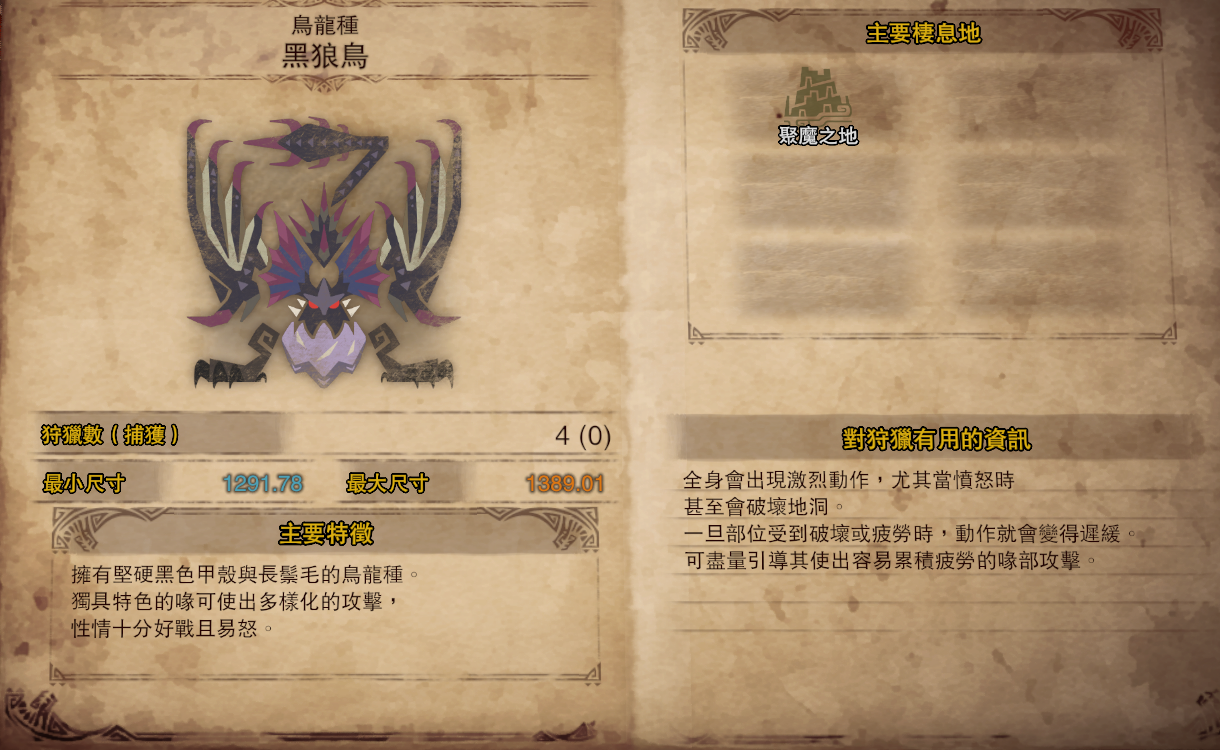 鳥龍種
黑狼鳥
狩獵數(捕獲)
4 (0)
最小尺寸 1291.78 最大尺寸 1389.01
主要特徵
擁有堅硬黑色甲殼與長鬃毛的鳥龍種。
獨具特色的喙可使出多樣化的攻擊,
性情十分好戰且易怒。
主要棲息地
聚魔之地
對狩獵有用的資訊
全身會出現激烈動作,尤其當憤怒時
甚至會破壞地洞。
一旦部位受到破壞或疲勞時,動作就會變得遲緩。
可盡量引導其使出容易累積疲勞的喙部攻擊。